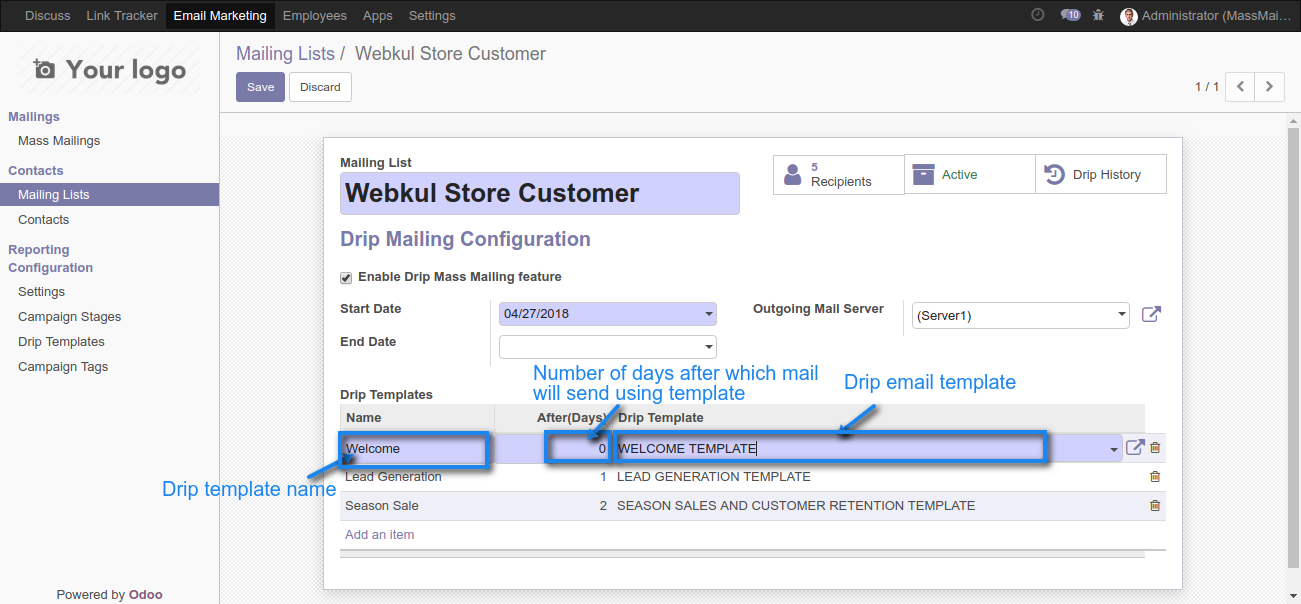 Discuss Link Tracker Email Marketing Employees Apps Settings 10 Administrator (MassMai...
Your logo
Mailings
Mass Mailings
Contacts
Mailing Lists
Contacts
Reporting
Configuration
Settings
Campaign Stages
Drip Templates
Campaign Tags
Powered by Odoo
Mailing Lists / Webkul Store Customer
Save Discard
1 / 1
Mailing List
Webkul Store Customer
5
Recipients
Active
Drip History
Drip Mailing Configuration
Enable Drip Mass Mailing feature
Start Date 04/27/2018 Outgoing Mail Server (Server1)
End Date
Number of days after which mail
will send using template
Drip email template
Drip Templates
Name After(Days) Drip Template
Welcome 0 WELCOME TEMPLATE
Lead Generation 1 LEAD GENERATION TEMPLATE
Drip template name
Season Sale 2 SEASON SALES AND CUSTOMER RETENTION TEMPLATE
Add an item